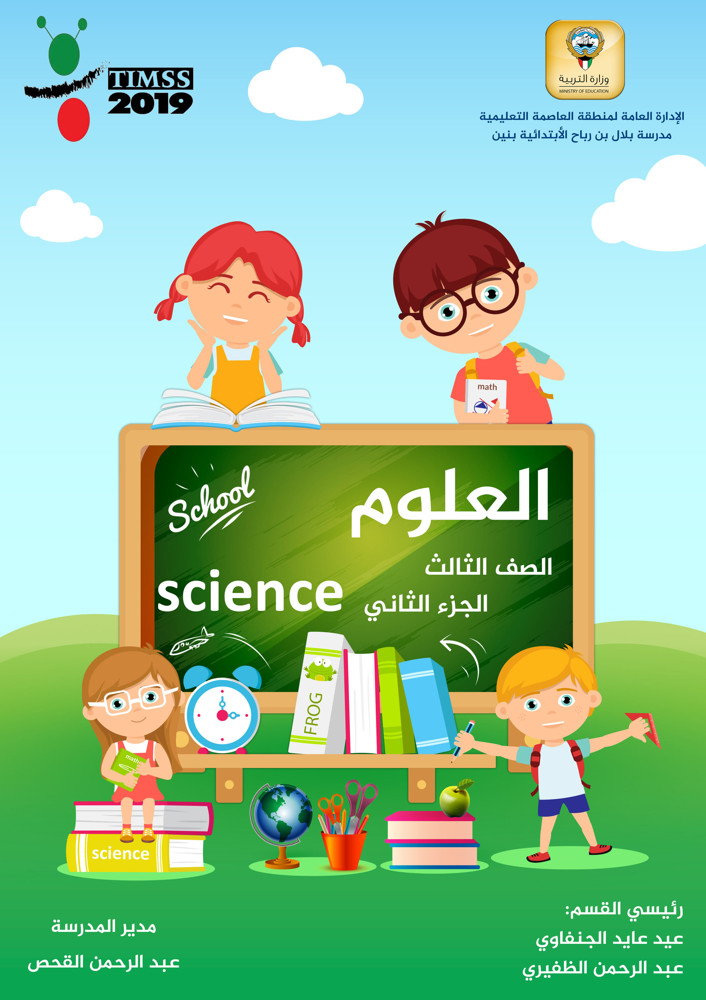 TIMSS
2019
دولة الكويت
وزارة التربية
MINISTRY OF EDUCATION
الإدارة العامة لمنطقة العاصمة التعليمية
مدرسة بلال بن رباح الأبتدائية بنين
math
School
العلوم
الصف الثالث
science
الجزء الثاني
FROG
math
science
رئيسي القسم:
عيد عايد الجنفاوي
عبد الرحمن الظفيري
مدير المدرسة
عبد الرحمن القحص